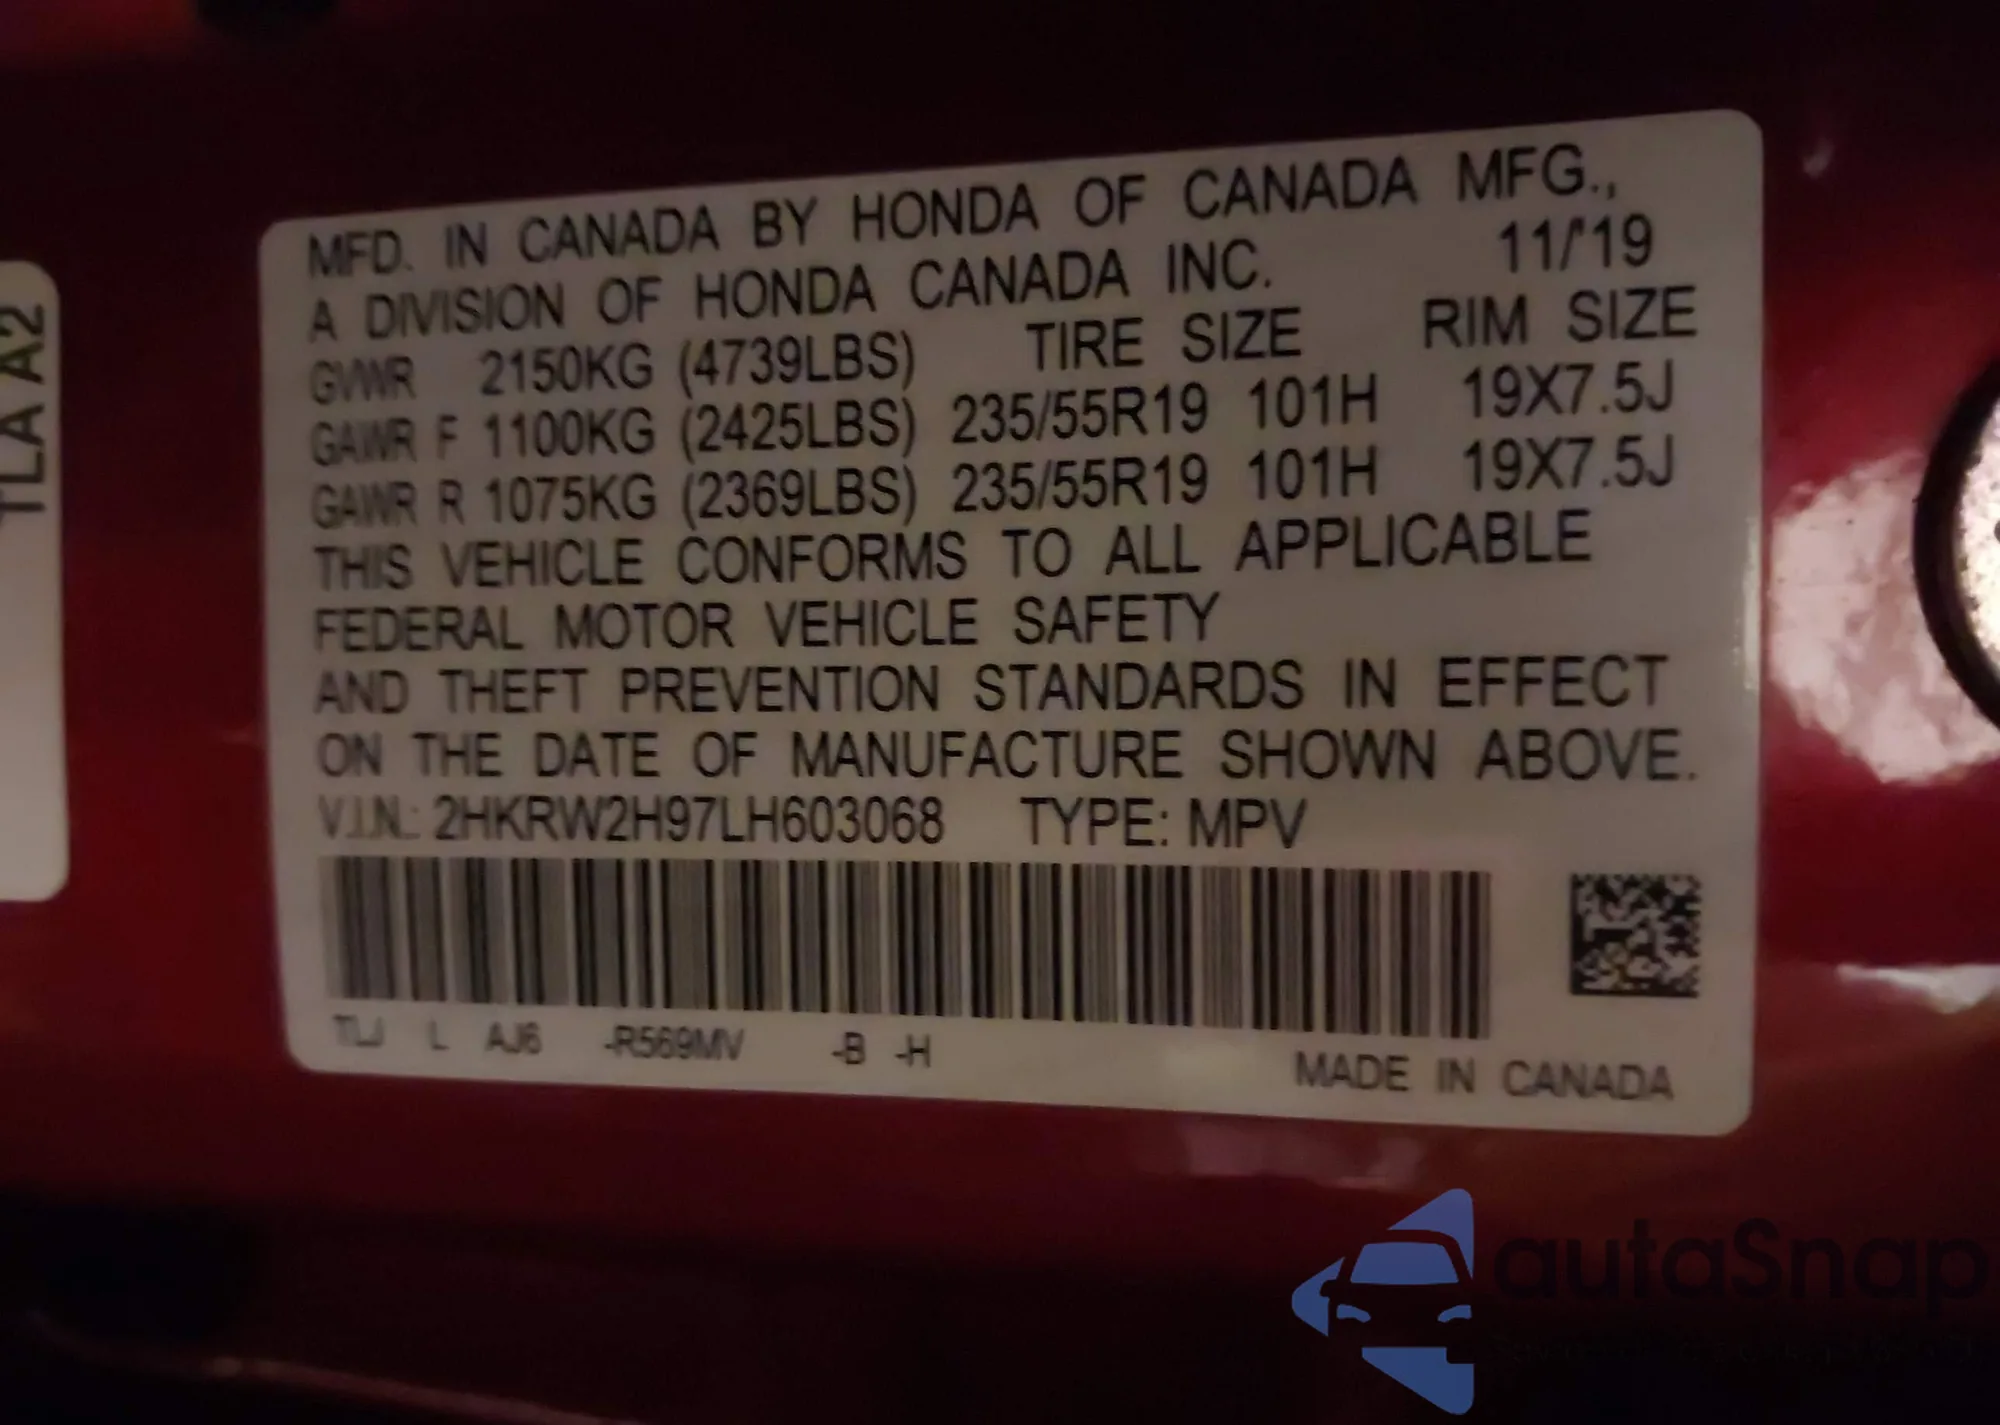 TLA A2
MFD. IN CANADA BY HONDA OF CANADA MFG.,
A DIVISION OF HONDA CANADA INC. 11/'19
GVWR 2150KG (4739LBS) TIRE SIZE RIM SIZE
GAWR F 1100KG (2425LBS) 235/55R19 101H 19X7.5J
GAWR R 1075KG (2369LBS) 235/55R19 101H 19X7.5J
THIS VEHICLE CONFORMS TO ALL APPLICABLE
FEDERAL MOTOR VEHICLE SAFETY
AND THEFT PREVENTION STANDARDS IN EFFECT
ON THE DATE OF MANUFACTURE SHOWN ABOVE.
V.I.N.: 2HKRW2H97LH603068 TYPE: MPV
TLJ L AJ6 -R569MV -B -H
MADE IN CANADA
autaSnap